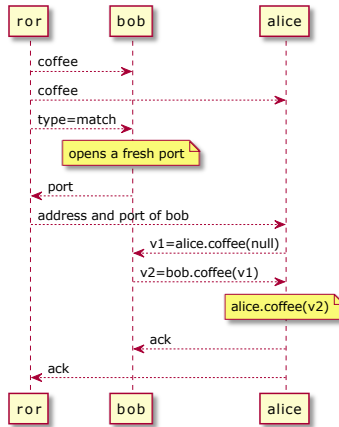 ror bob alice
coffee
coffee
type=match
opens a fresh port
port
address and port of bob
v1=alice.coffee(null)
v2=bob.coffee(v1)
alice.coffee(v2)
ack
ack
ror bob alice